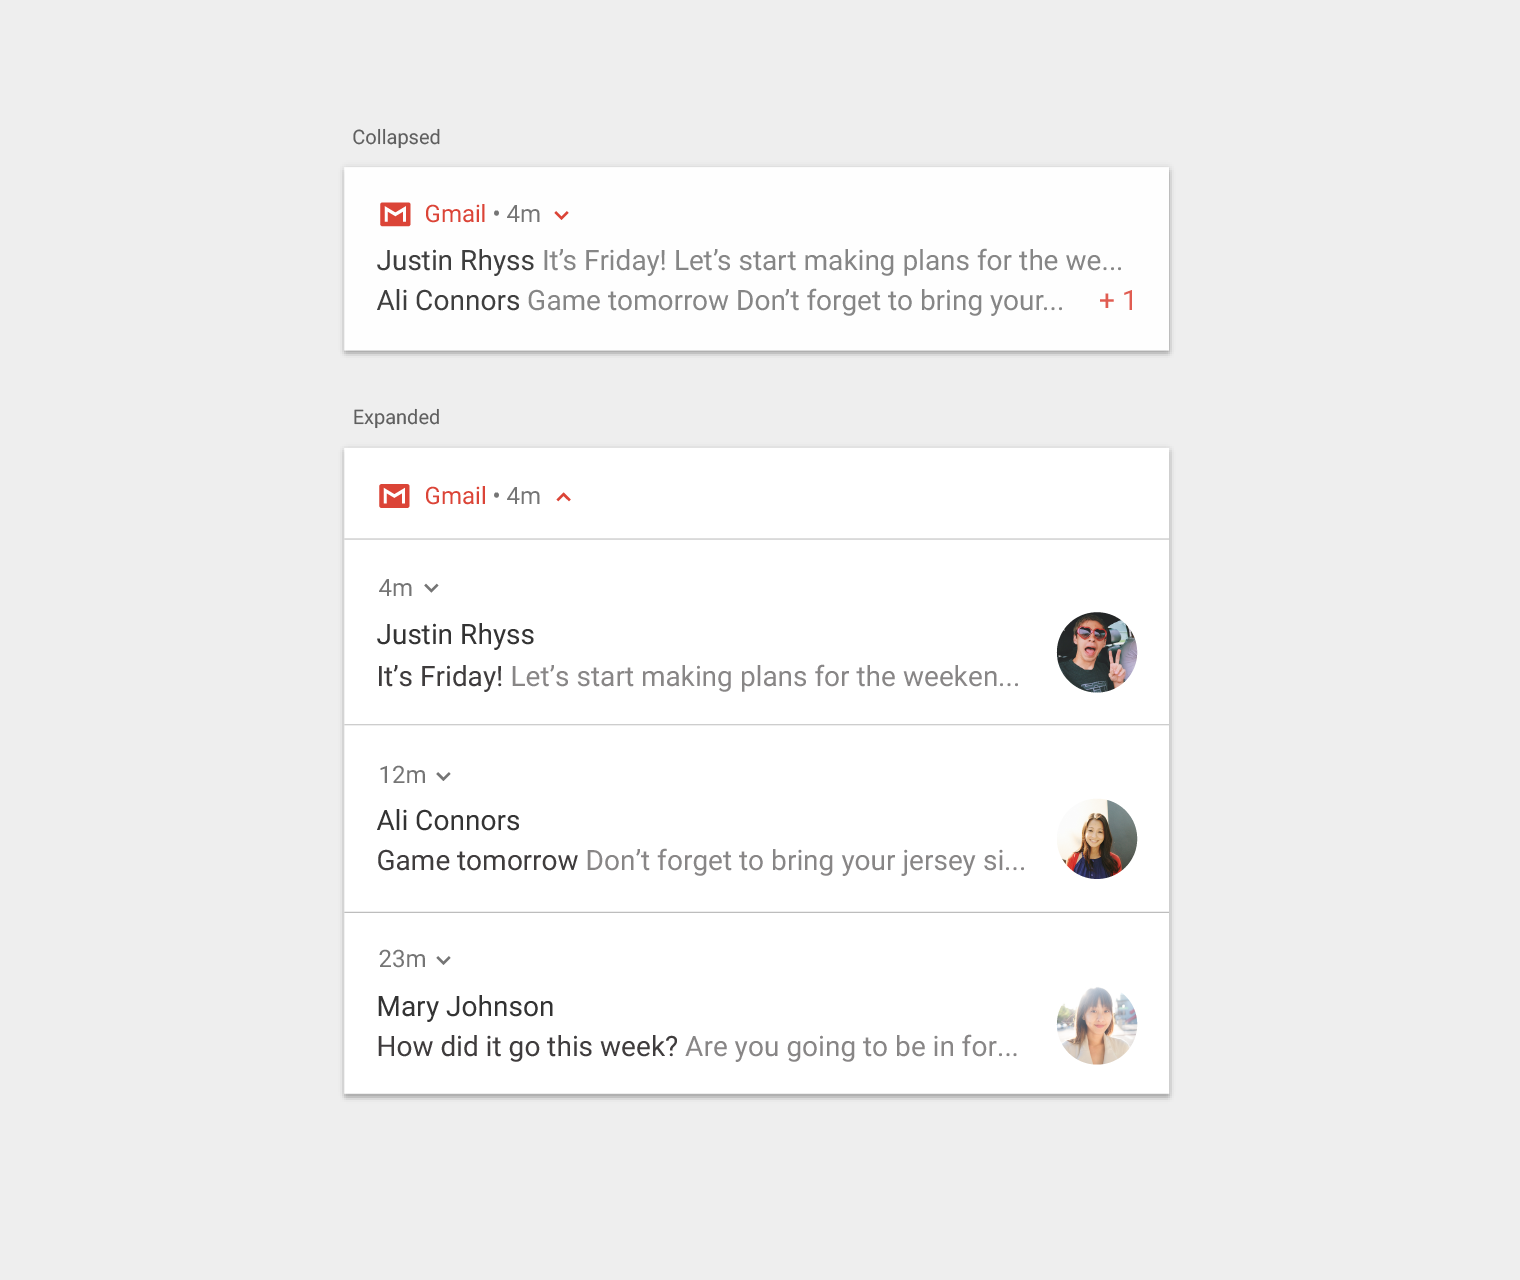 Collapsed
Gmail • 4m
Justin Rhyss It’s Friday! Let’s start making plans for the we...
Ali Connors Game tomorrow Don’t forget to bring your... + 1
Expanded
Gmail • 4m
4m
Justin Rhyss
It’s Friday! Let’s start making plans for the weeken...
12m
Ali Connors
Game tomorrow Don’t forget to bring your jersey si...
23m
Mary Johnson
How did it go this week? Are you going to be in for...